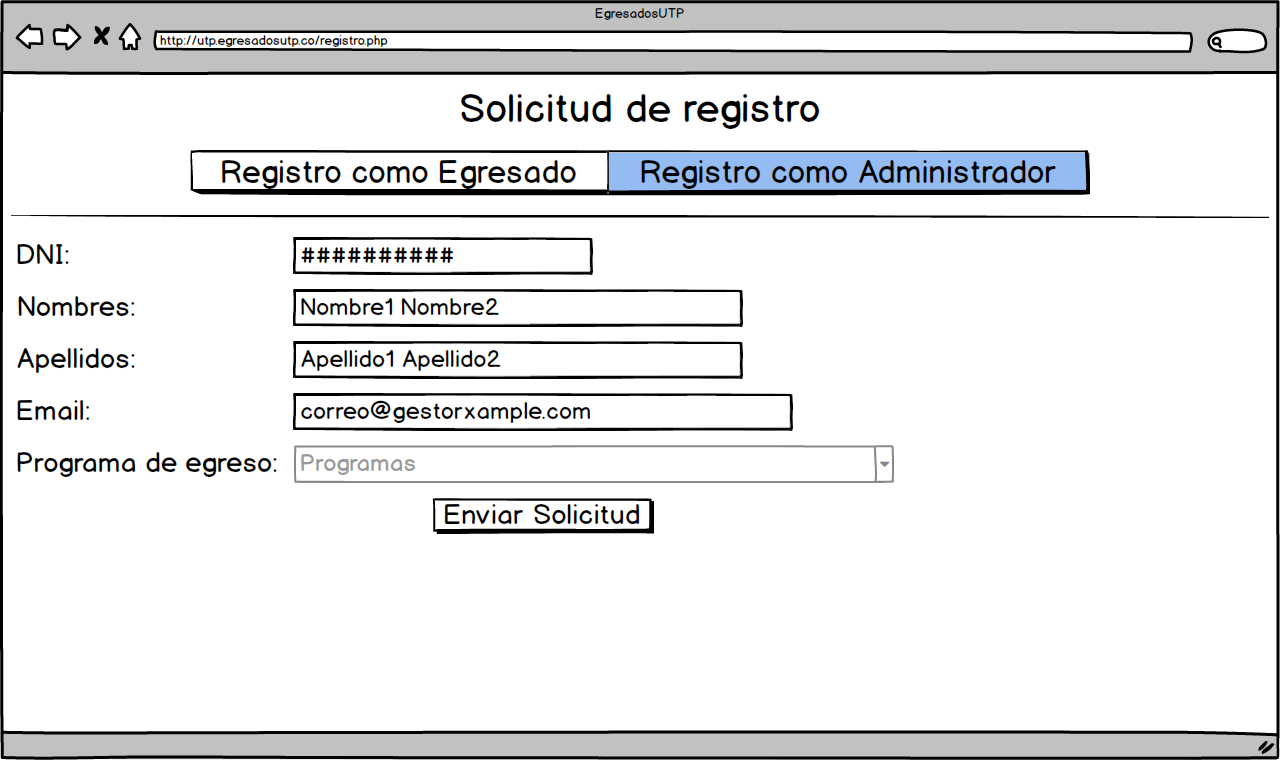 EgresadosUTP
http://utp.egresadosutp.co/registro.php
Solicitud de registro
Registro como Egresado Registro como Administrador
DNI: ##########
Nombres: Nombre1 Nombre2
Apellidos: Apellido1 Apellido2
Email: correo@gestorxample.com
Programa de egreso: Programas
Enviar Solicitud